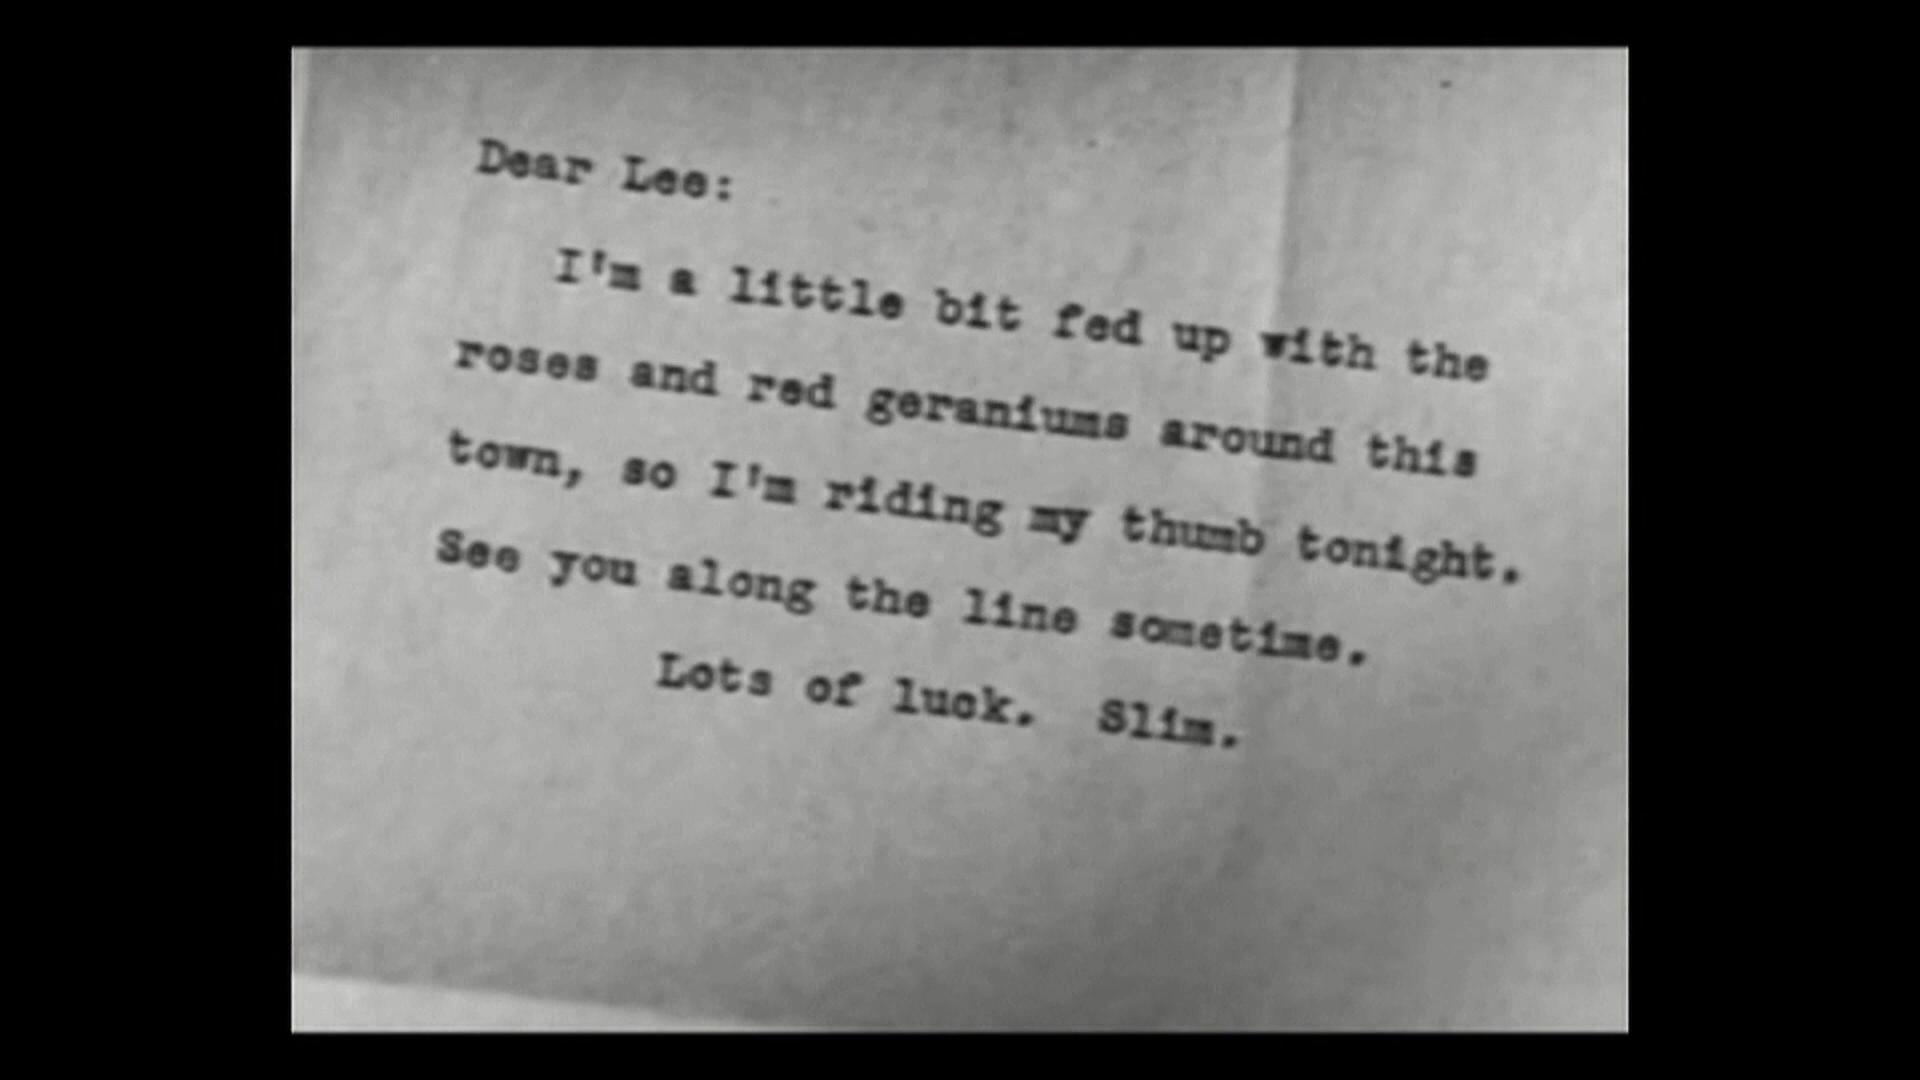 Dear Lee:
I'm a little bit fed up with the
roses and red geraniums around this
town, so I'm riding my thumb tonight.
See you along the line sometime.
Lots of luck.  Slim.